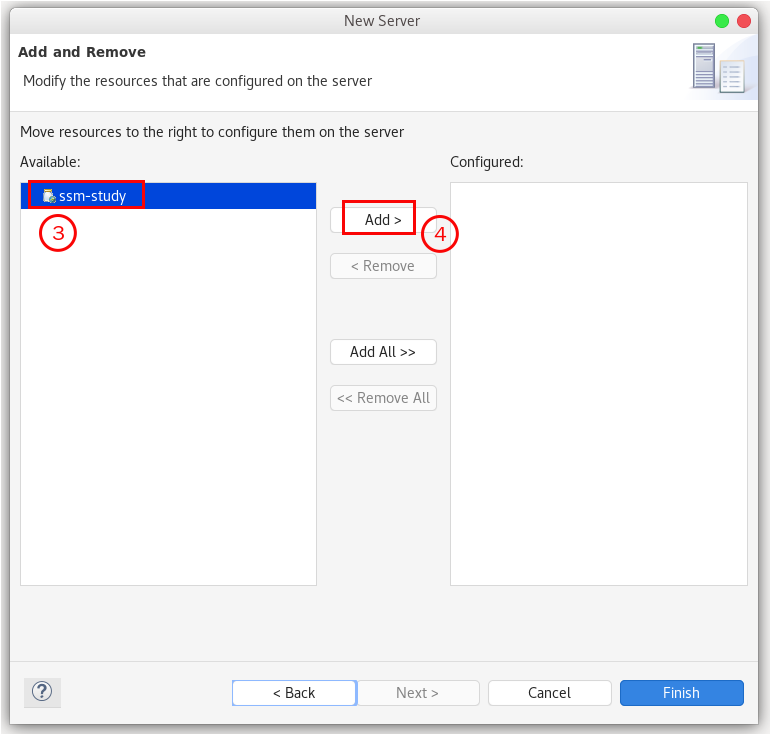 New Server
Add and Remove
Modify the resources that are configured on the server
Move resources to the right to configure them on the server
Available:
Configured:
ssm-study
3
Add >
4
< Remove
Add All >>
<< Remove All
?
< Back
Next >
Cancel
Finish